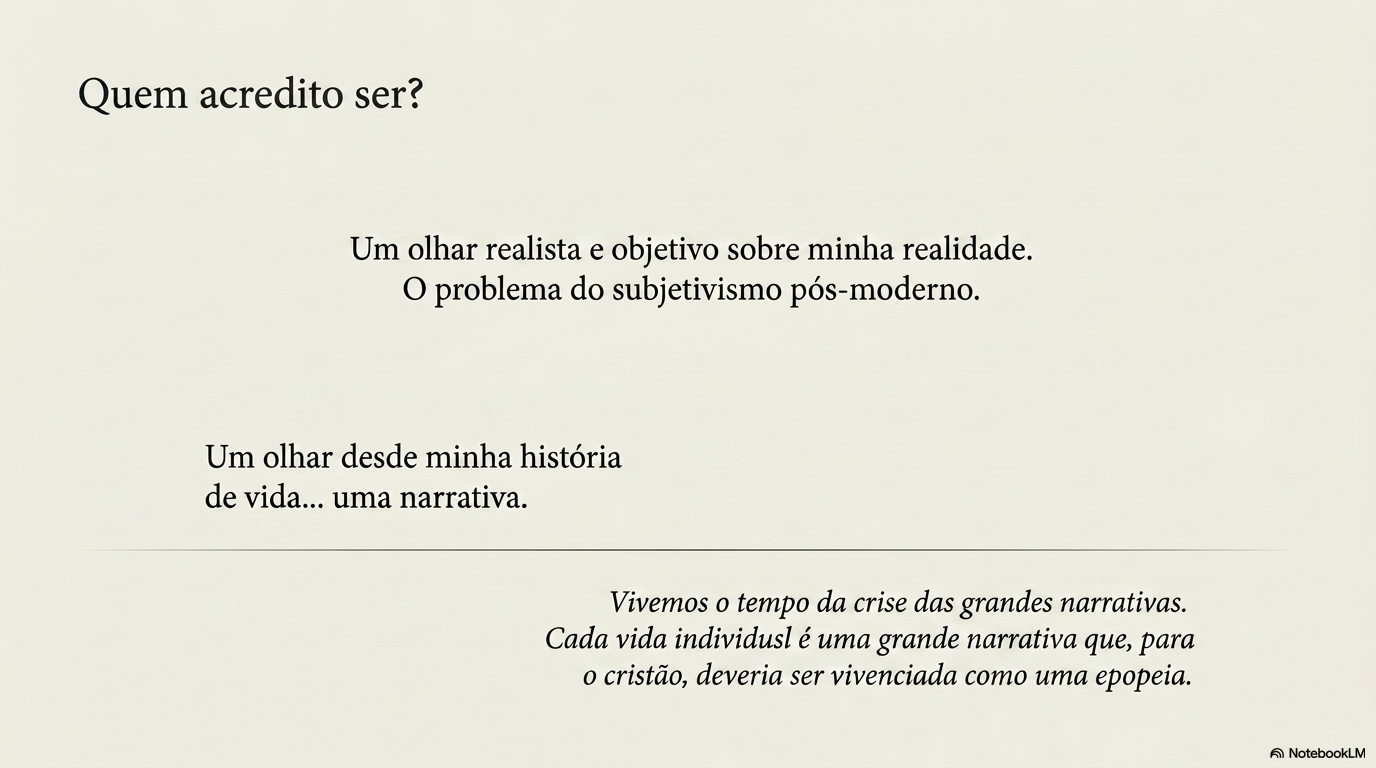 Quem acredito ser?
Um olhar realista e objetivo sobre minha realidade.
O problema do subjetivismo pós-moderno.
Um olhar desde minha história
de vida... uma narrativa.
Vivemos o tempo da crise das grandes narrativas.
Cada vida individusl é uma grande narrativa que, para
o cristão, deveria ser vivenciada como uma epopeia.
NotebookLM